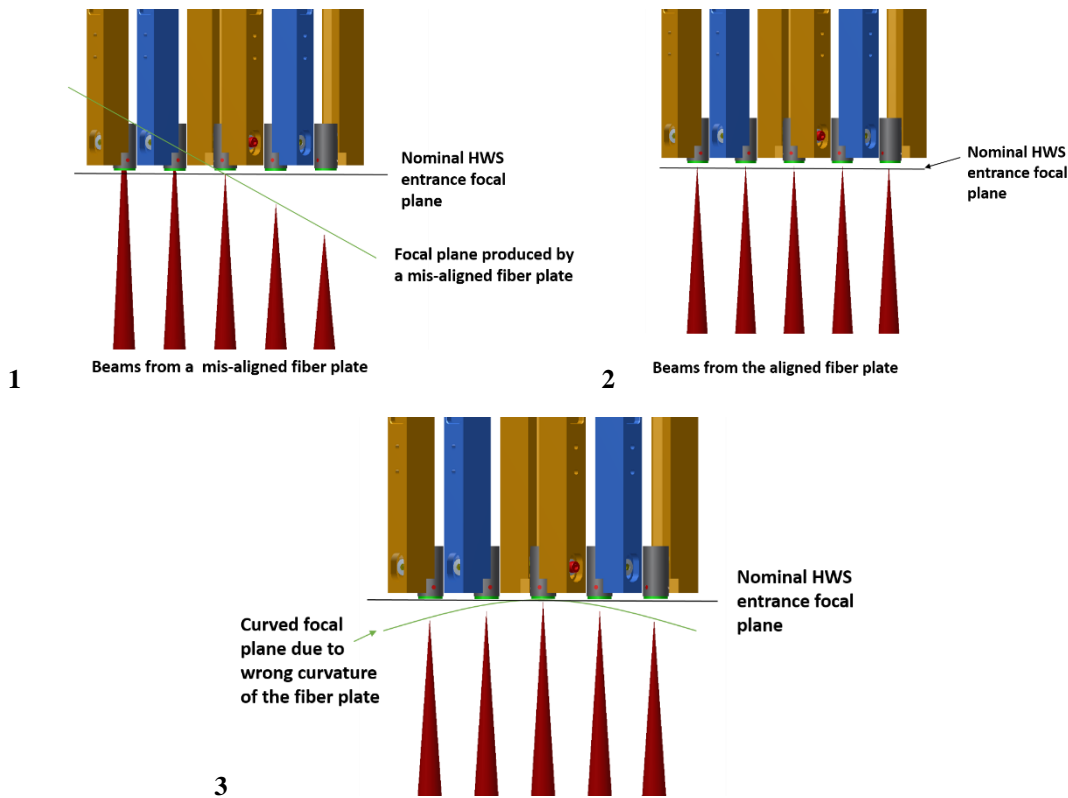 Nominal HWS
entrance focal
plane
Focal plane produced by
a mis-aligned fiber plate
Beams from a mis-aligned fiber plate
1
Nominal HWS
entrance focal
plane
Beams from the aligned fiber plate
2
Nominal HWS
entrance focal
plane
Curved focal
plane due to
wrong curvature
of the fiber plate
3